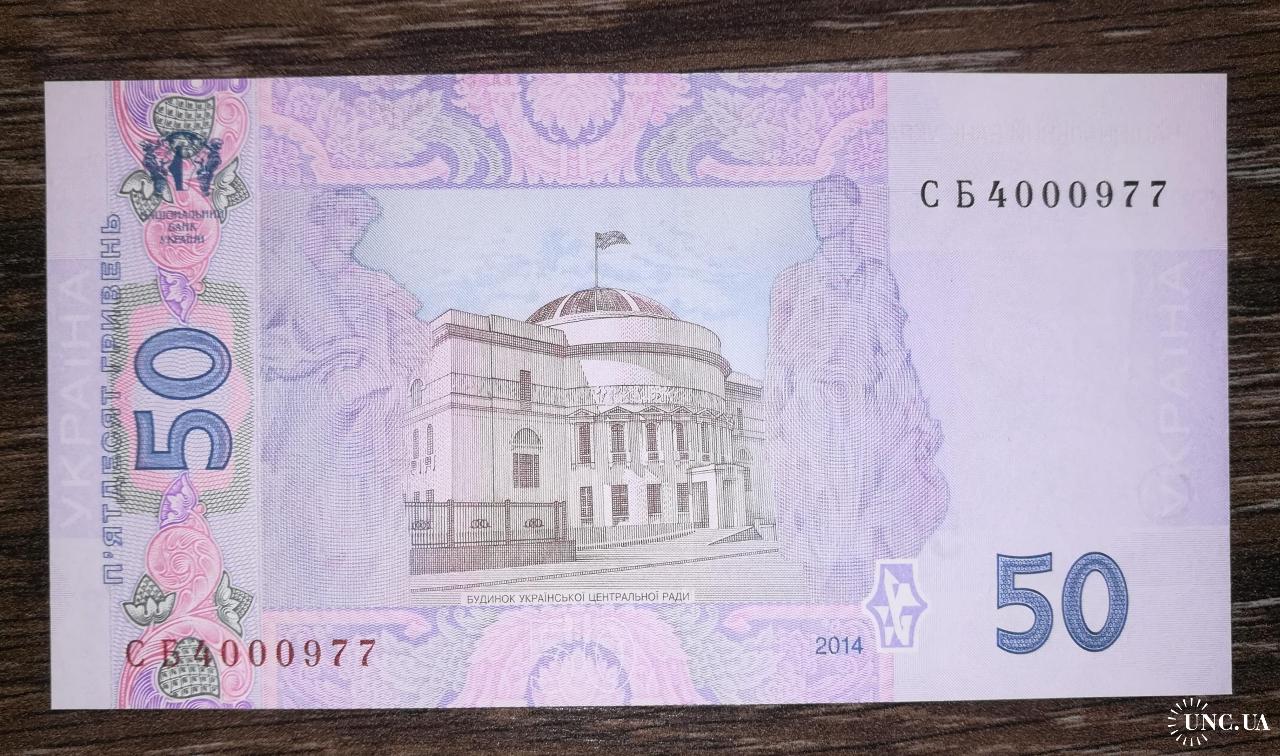 НАЦІОНАЛЬНИЙ
БАНК
УКРАЇНИ
СБ4000977
УКРАЇНА
П'ЯТДЕСЯТ ГРИВЕНЬ
50
УКРАЇНА
БУДИНОК УКРАЇНСЬКОЇ ЦЕНТРАЛЬНОЇ РАДИ
СБ4000977
2014
50
UNC.UA